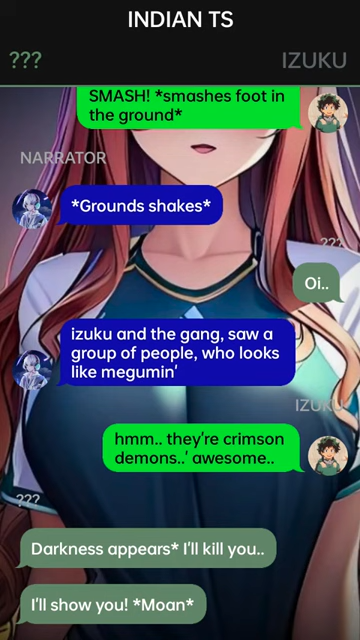 INDIAN TS
??? IZUKU
SMASH! *smashes foot in
the ground*
NARRATOR
*Grounds shakes*
???
Oi..
izuku and the gang, saw a
group of people, who looks
like megumin'
IZUKU
hmm.. they're crimson
demons..' awesome..
???
Darkness appears* I'll kill you..
I'll show you! *Moan*